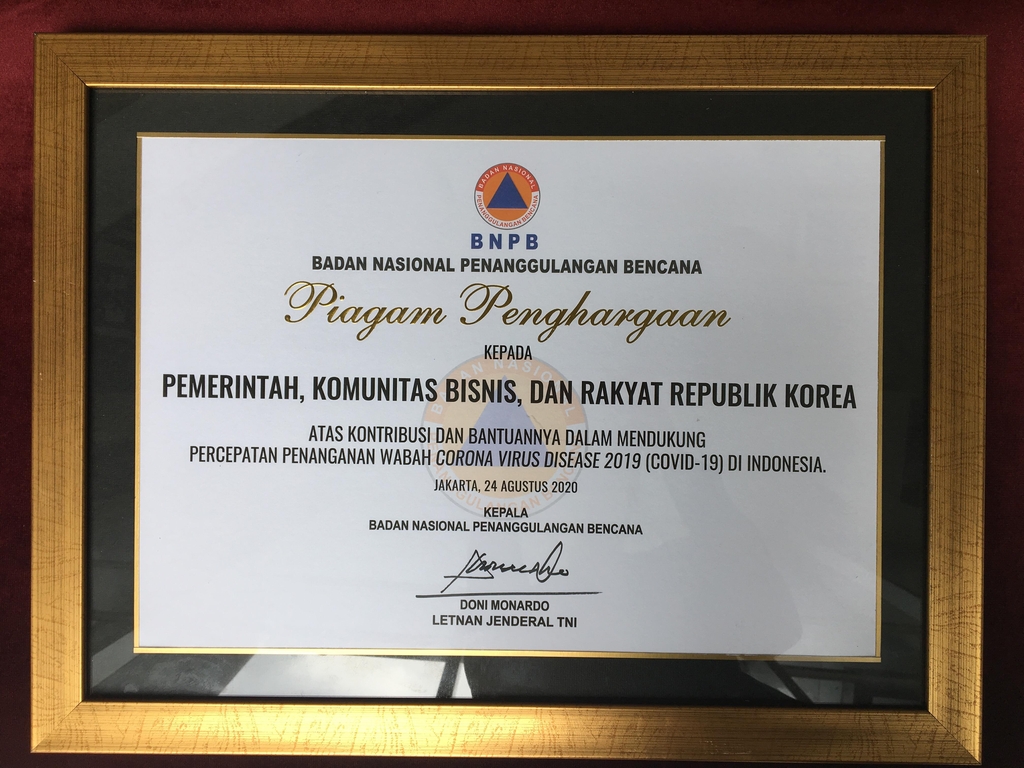 BADAN NASIONAL
PENANGGULANGAN BENCANA
BNPB
BADAN NASIONAL PENANGGULANGAN BENCANA
Piagam Penghargaan
KEPADA
PEMERINTAH, KOMUNITAS BISNIS, DAN RAKYAT REPUBLIK KOREA
ATAS KONTRIBUSI DAN BANTUANNYA DALAM MENDUKUNG
PERCEPATAN PENANGANAN WABAH CORONA VIRUS DISEASE 2019 (COVID-19) DI INDONESIA.
JAKARTA, 24 AGUSTUS 2020
KEPALA
BADAN NASIONAL PENANGGULANGAN BENCANA
DONI MONARDO
LETNAN JENDERAL TNI